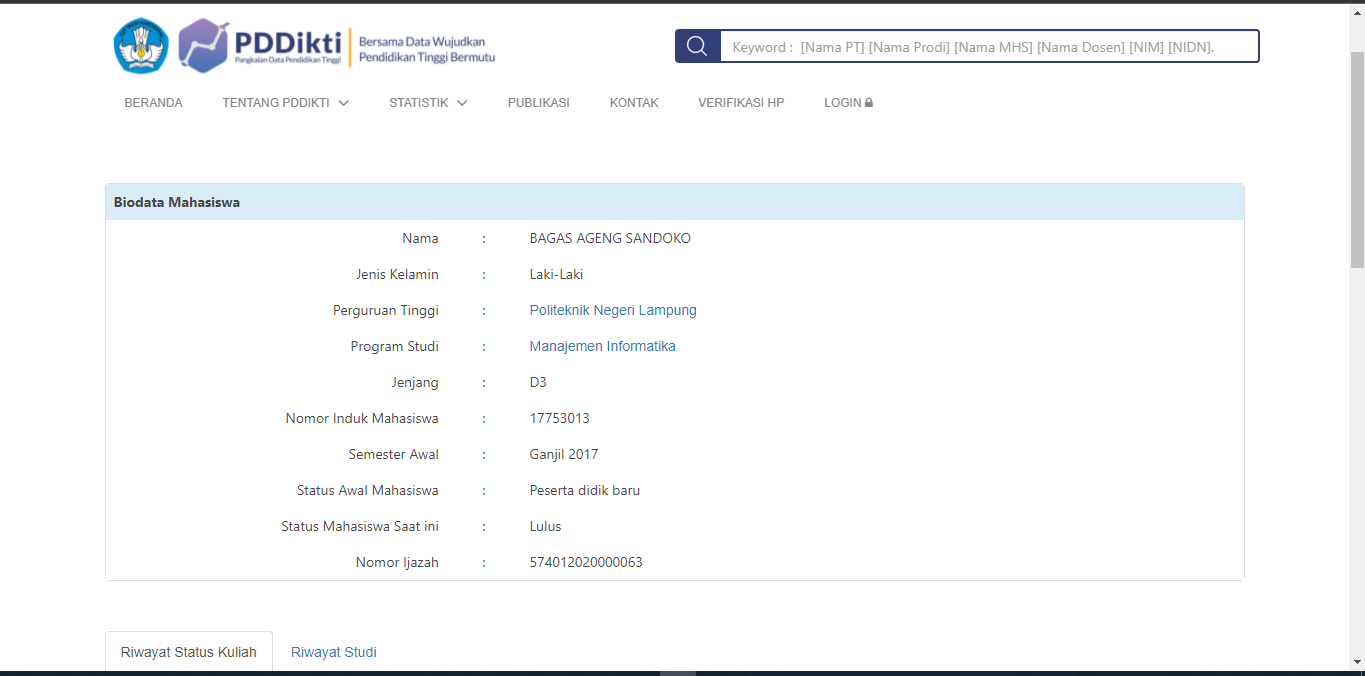 PDDikti
Pangkalan Data Pendidikan Tinggi
Bersama Data Wujudkan
Pendidikan Tinggi Bermutu
Keyword : [Nama PT] [Nama Prodi] [Nama MHS] [Nama Dosen] [NIM] [NIDN].
BERANDA TENTANG PDDIKTI STATISTIK PUBLIKASI KONTAK VERIFIKASI HP LOGIN
Biodata Mahasiswa
Nama : BAGAS AGENG SANDOKO
Jenis Kelamin : Laki-Laki
Perguruan Tinggi : Politeknik Negeri Lampung
Program Studi : Manajemen Informatika
Jenjang : D3
Nomor Induk Mahasiswa : 17753013
Semester Awal : Ganjil 2017
Status Awal Mahasiswa : Peserta didik baru
Status Mahasiswa Saat ini : Lulus
Nomor Ijazah : 574012020000063
Riwayat Status Kuliah Riwayat Studi